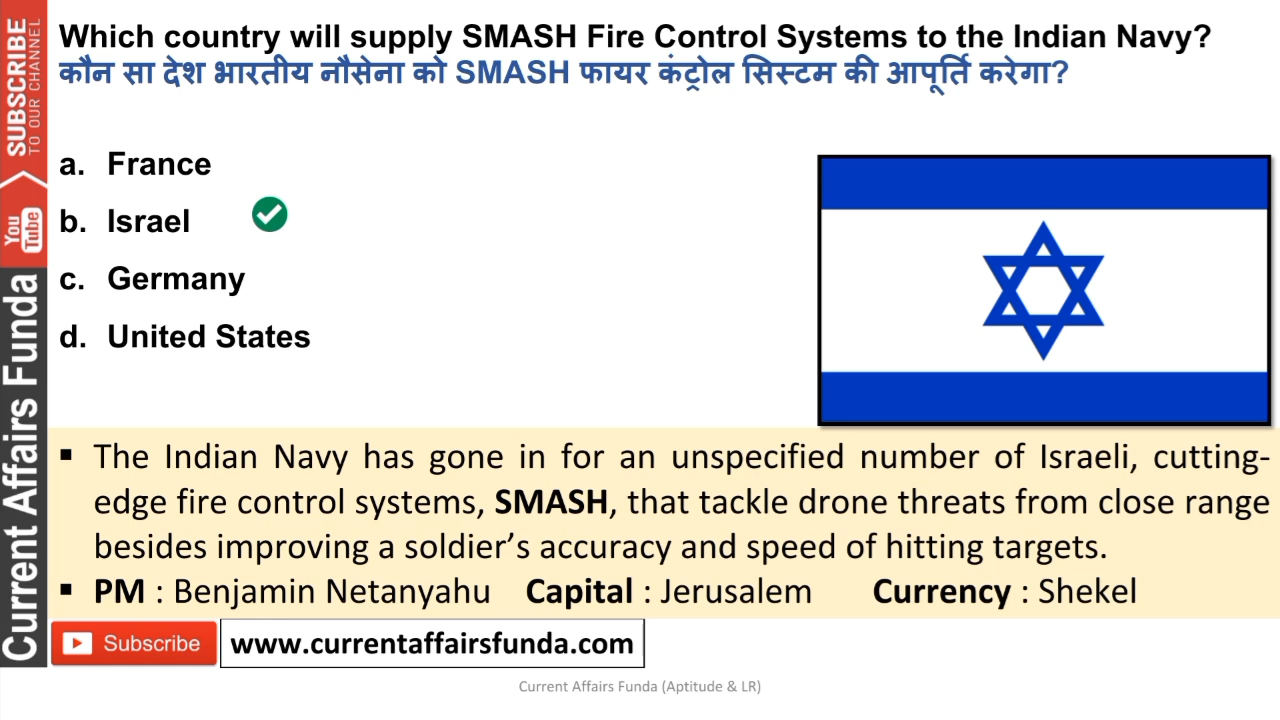 Which country will supply SMASH Fire Control Systems to the Indian Navy?
कौन सा देश भारतीय नौसेना को SMASH फायर कंट्रोल सिस्टम की आपूर्ति करेगा?
a. France
b. Israel
c. Germany
d. United States
▪ The Indian Navy has gone in for an unspecified number of Israeli, cutting-
edge fire control systems, SMASH, that tackle drone threats from close range
besides improving a soldier’s accuracy and speed of hitting targets.
▪ PM : Benjamin Netanyahu Capital : Jerusalem Currency : Shekel
Subscribe www.currentaffairsfunda.com
Current Affairs Funda (Aptitude & LR)
SUBSCRIBE
TO OUR CHANNEL
You
Tube
Current Affairs Funda